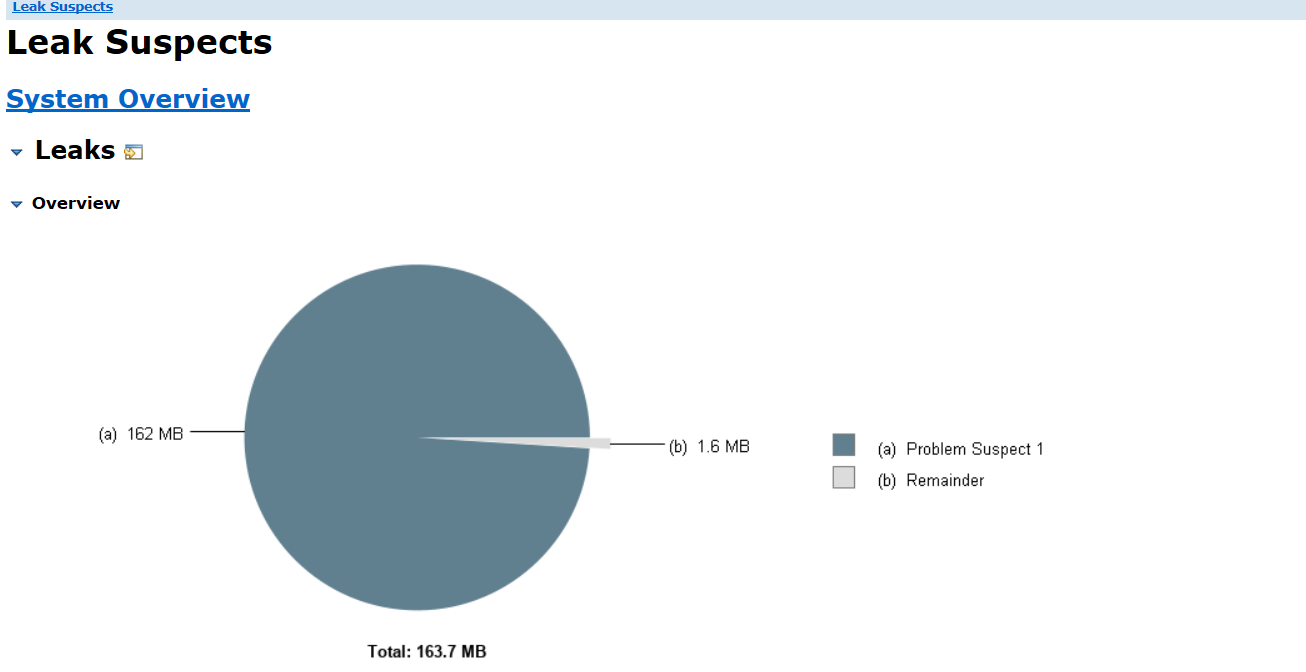 Leak Suspects
Leak Suspects
System Overview
Leaks
Overview
(a) 162 MB
(b) 1.6 MB
(a) Problem Suspect 1
(b) Remainder
Total: 163.7 MB